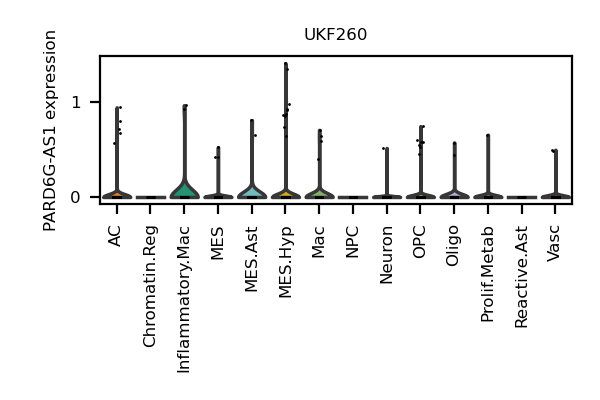 UKF260
PARD6G-AS1 expression
1
0
AC
Chromatin.Reg
Inflammatory.Mac
MES
MES.Ast
MES.Hyp
Mac
NPC
Neuron
OPC
Oligo
Prolif.Metab
Reactive.Ast
Vasc